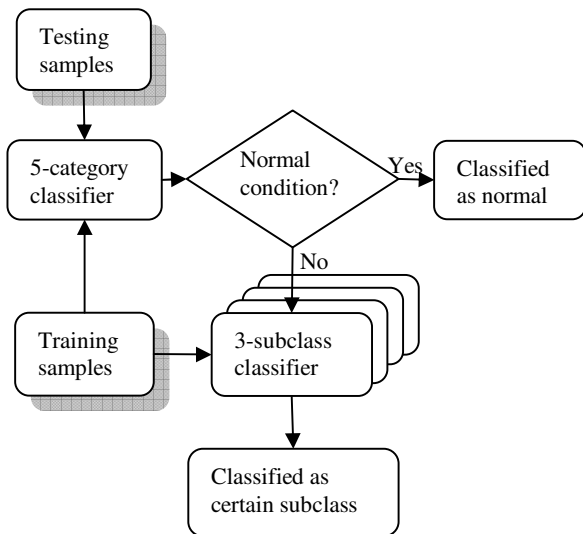 Testing
samples
5-category
classifier
Normal
condition?
Yes
Classified
as normal
No
Training
samples
3-subclass
classifier
Classified as
certain subclass